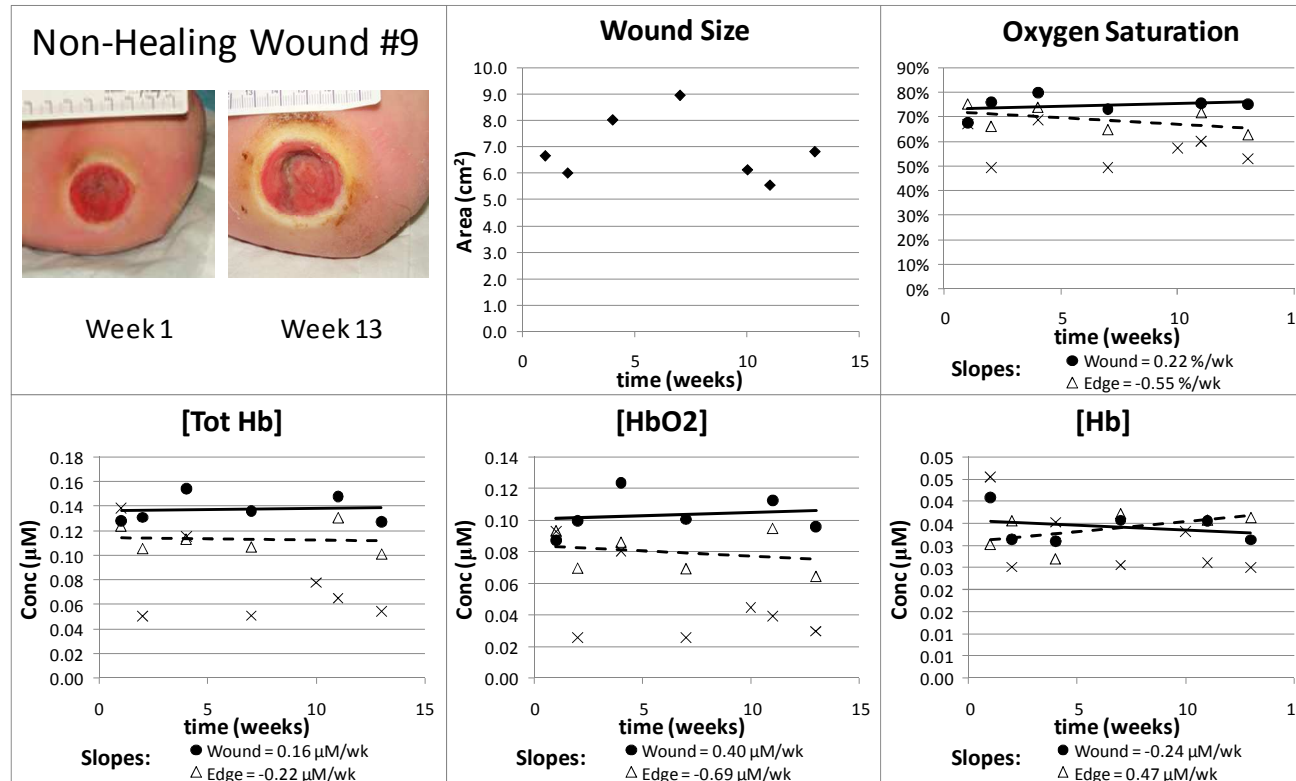 Non-Healing Wound #9
Week 1
Week 13
Wound Size
10.0
9.0
8.0
7.0
6.0
5.0
4.0
3.0
2.0
1.0
0.0
Area (cm²)
0 5 10 15
time (weeks)
Oxygen Saturation
90%
80%
70%
60%
50%
40%
30%
20%
10%
0%
0 5 10 1
time (weeks)
Slopes:
Wound = 0.22 %/wk
Edge = -0.55 %/wk
[Tot Hb]
0.18
0.16
0.14
0.12
0.10
0.08
0.06
0.04
0.02
0.00
Conc (µM)
0 5 10 15
time (weeks)
Slopes:
Wound = 0.16 µM/wk
Edge = -0.22 µM/wk
[HbO2]
0.14
0.12
0.10
0.08
0.06
0.04
0.02
0.00
Conc (µM)
0 5 10 15
time (weeks)
Slopes:
Wound = 0.40 µM/wk
Edge = -0.69 µM/wk
[Hb]
0.05
0.04
0.04
0.03
0.03
0.02
0.02
0.01
0.01
0.00
Conc (µM)
0 5 10 1
time (weeks)
Slopes:
Wound = -0.24 µM/wk
Edge = 0.47 µM/wk